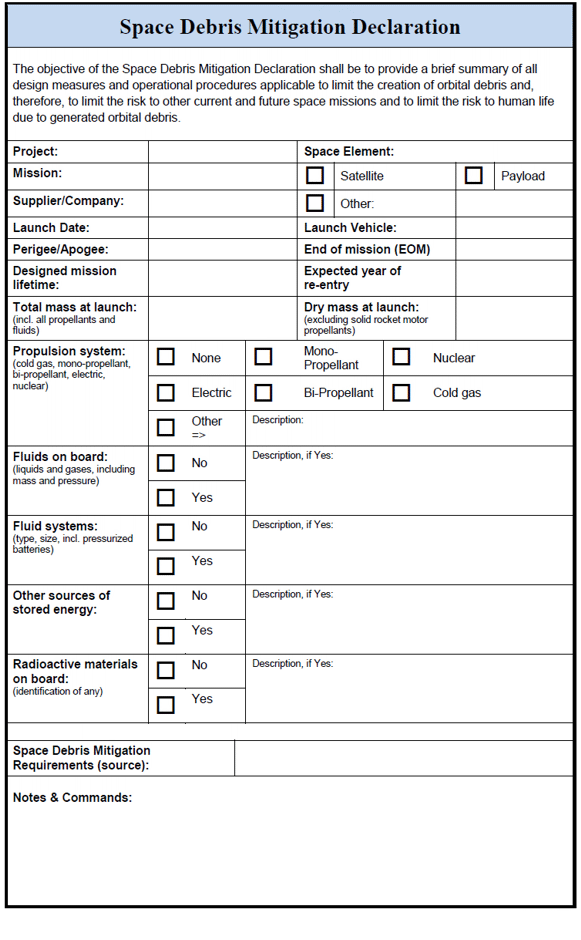 Space Debris Mitigation Declaration
The objective of the Space Debris Mitigation Declaration shall be to provide a brief summary of all
design measures and operational procedures applicable to limit the creation of orbital debris and,
therefore, to limit the risk to other current and future space missions and to limit the risk to human life
due to generated orbital debris.
Project:
Space Element:
Mission:
Satellite
Payload
Supplier/Company:
Other:
Launch Date:
Launch Vehicle:
Perigee/Apogee:
End of mission (EOM)
Designed mission
lifetime:
Expected year of
re-entry
Total mass at launch:
(incl. all propellants and
fluids)
Dry mass at launch:
(excluding solid rocket motor
propellants)
Propulsion system:
(cold gas, mono-propellant,
bi-propellant, electric,
nuclear)
None
Mono-
Propellant
Nuclear
Electric
Bi-Propellant
Cold gas
Other
=>
Description:
Fluids on board:
(liquids and gases, including
mass and pressure)
No
Description, if Yes:
Yes
Fluid systems:
(type, size, incl. pressurized
batteries)
No
Description, if Yes:
Yes
Other sources of
stored energy:
No
Description, if Yes:
Yes
Radioactive materials
on board:
(identification of any)
No
Description, if Yes:
Yes
Space Debris Mitigation
Requirements (source):
Notes & Commands: